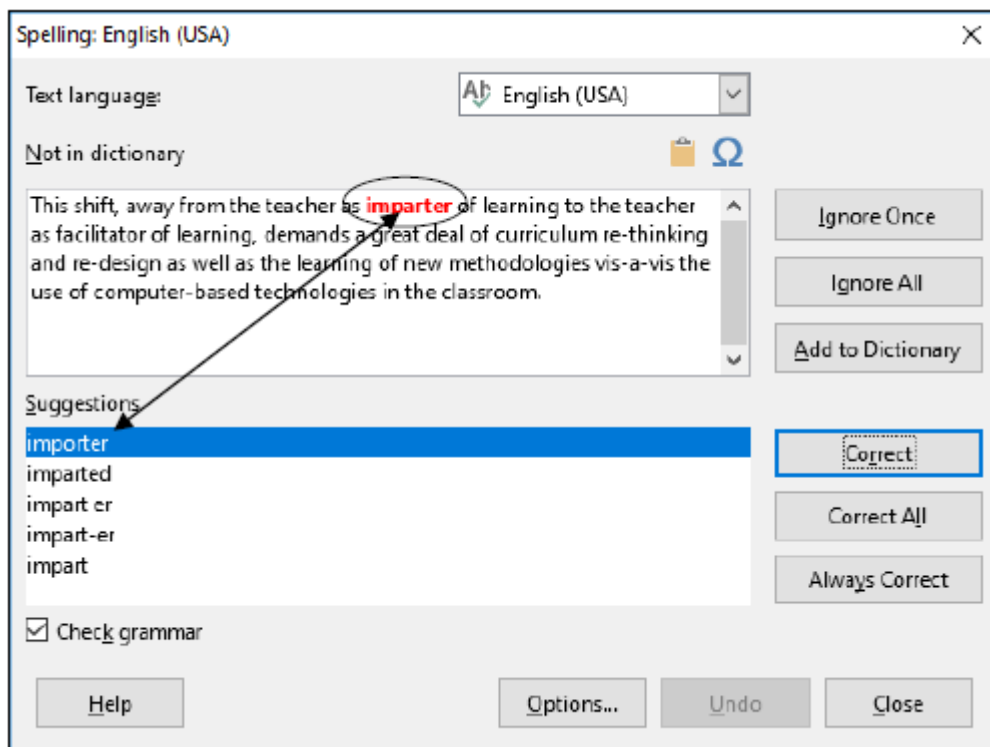 Spelling: English (USA)
Text language:
English (USA)
Not in dictionary
This shift, away from the teacher as imparter of learning to the teacher
as facilitator of learning, demands a great deal of curriculum re-thinking
and re-design as well as the learning of new methodologies vis-a-vis the
use of computer-based technologies in the classroom.
Ignore Once
Ignore All
Add to Dictionary
Suggestions
importer
imparted
impart er
impart-er
impart
Correct
Correct All
Always Correct
Check grammar
Help
Options...
Undo
Close